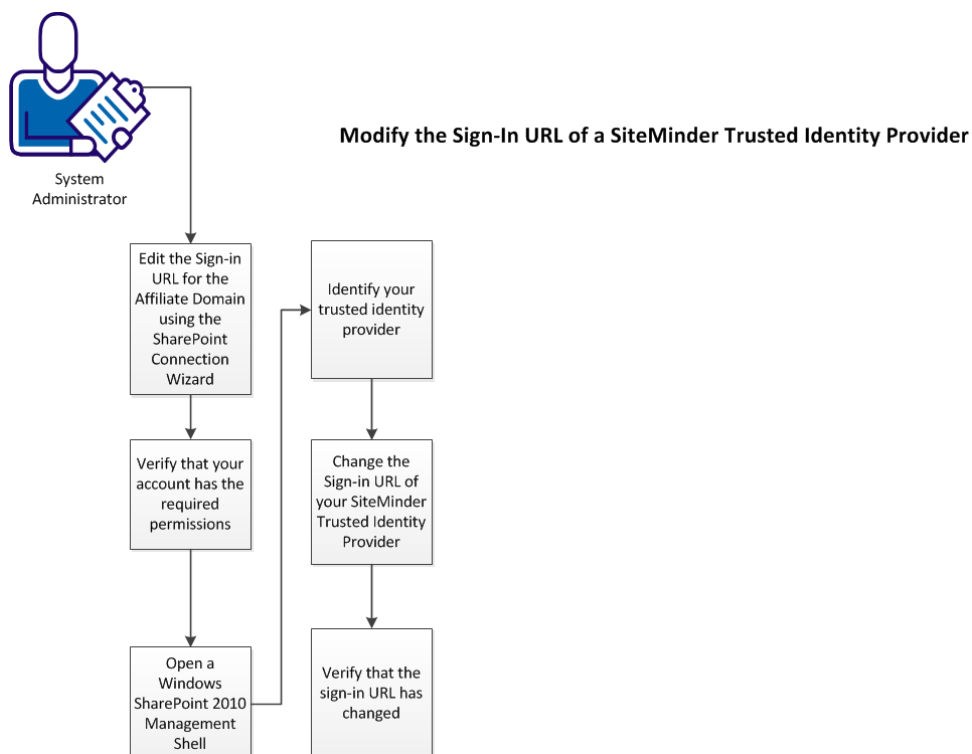 Modify the Sign-In URL of a SiteMinder Trusted Identity Provider
System
Administrator
Edit the Sign-in
URL for the
Affiliate Domain
using the
SharePoint
Connection
Wizard
Verify that your
account has the
required
permissions
Open a
Windows
SharePoint 2010
Management
Shell
Identify your
trusted identity
provider
Change the
Sign-in URL of
your SiteMinder
Trusted Identity
Provider
Verify that the
sign-in URL has
changed